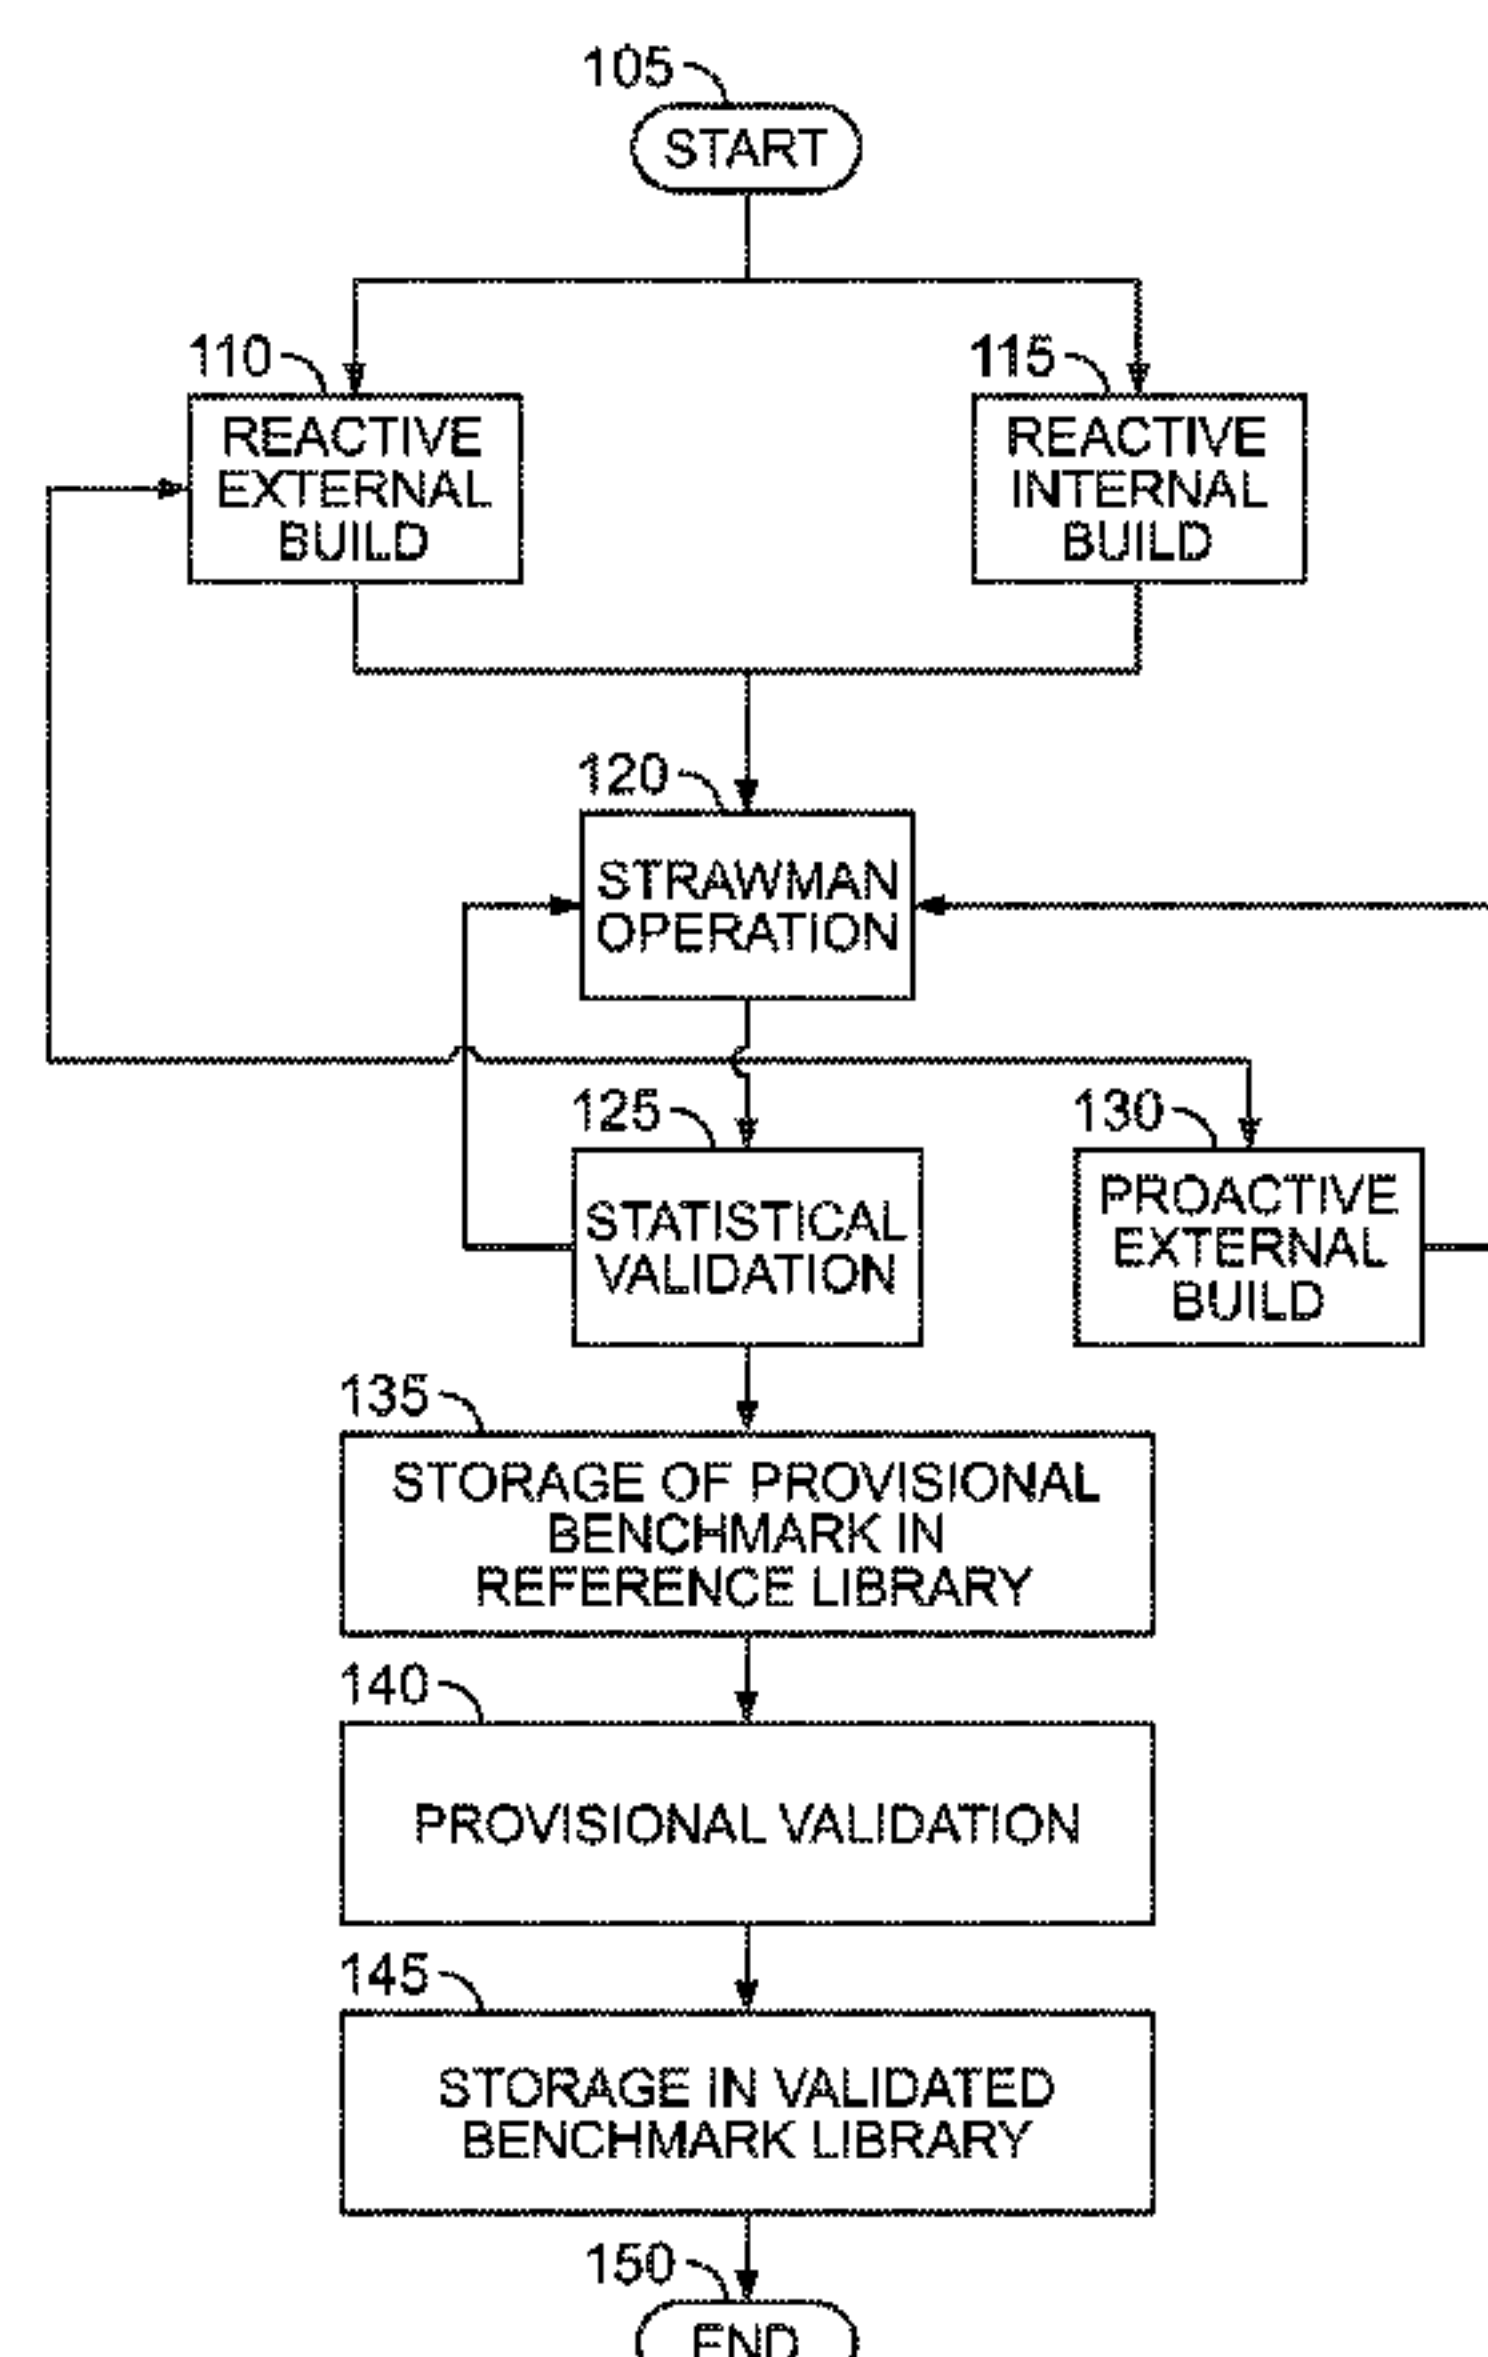 105
START
110
REACTIVE
EXTERNAL
BUILD
115
REACTIVE
INTERNAL
BUILD
120
STRAWMAN
OPERATION
125
STATISTICAL
VALIDATION
130
PROACTIVE
EXTERNAL
BUILD
135
STORAGE OF PROVISIONAL
BENCHMARK IN
REFERENCE LIBRARY
140
PROVISIONAL VALIDATION
145
STORAGE IN VALIDATED
BENCHMARK LIBRARY
150
END